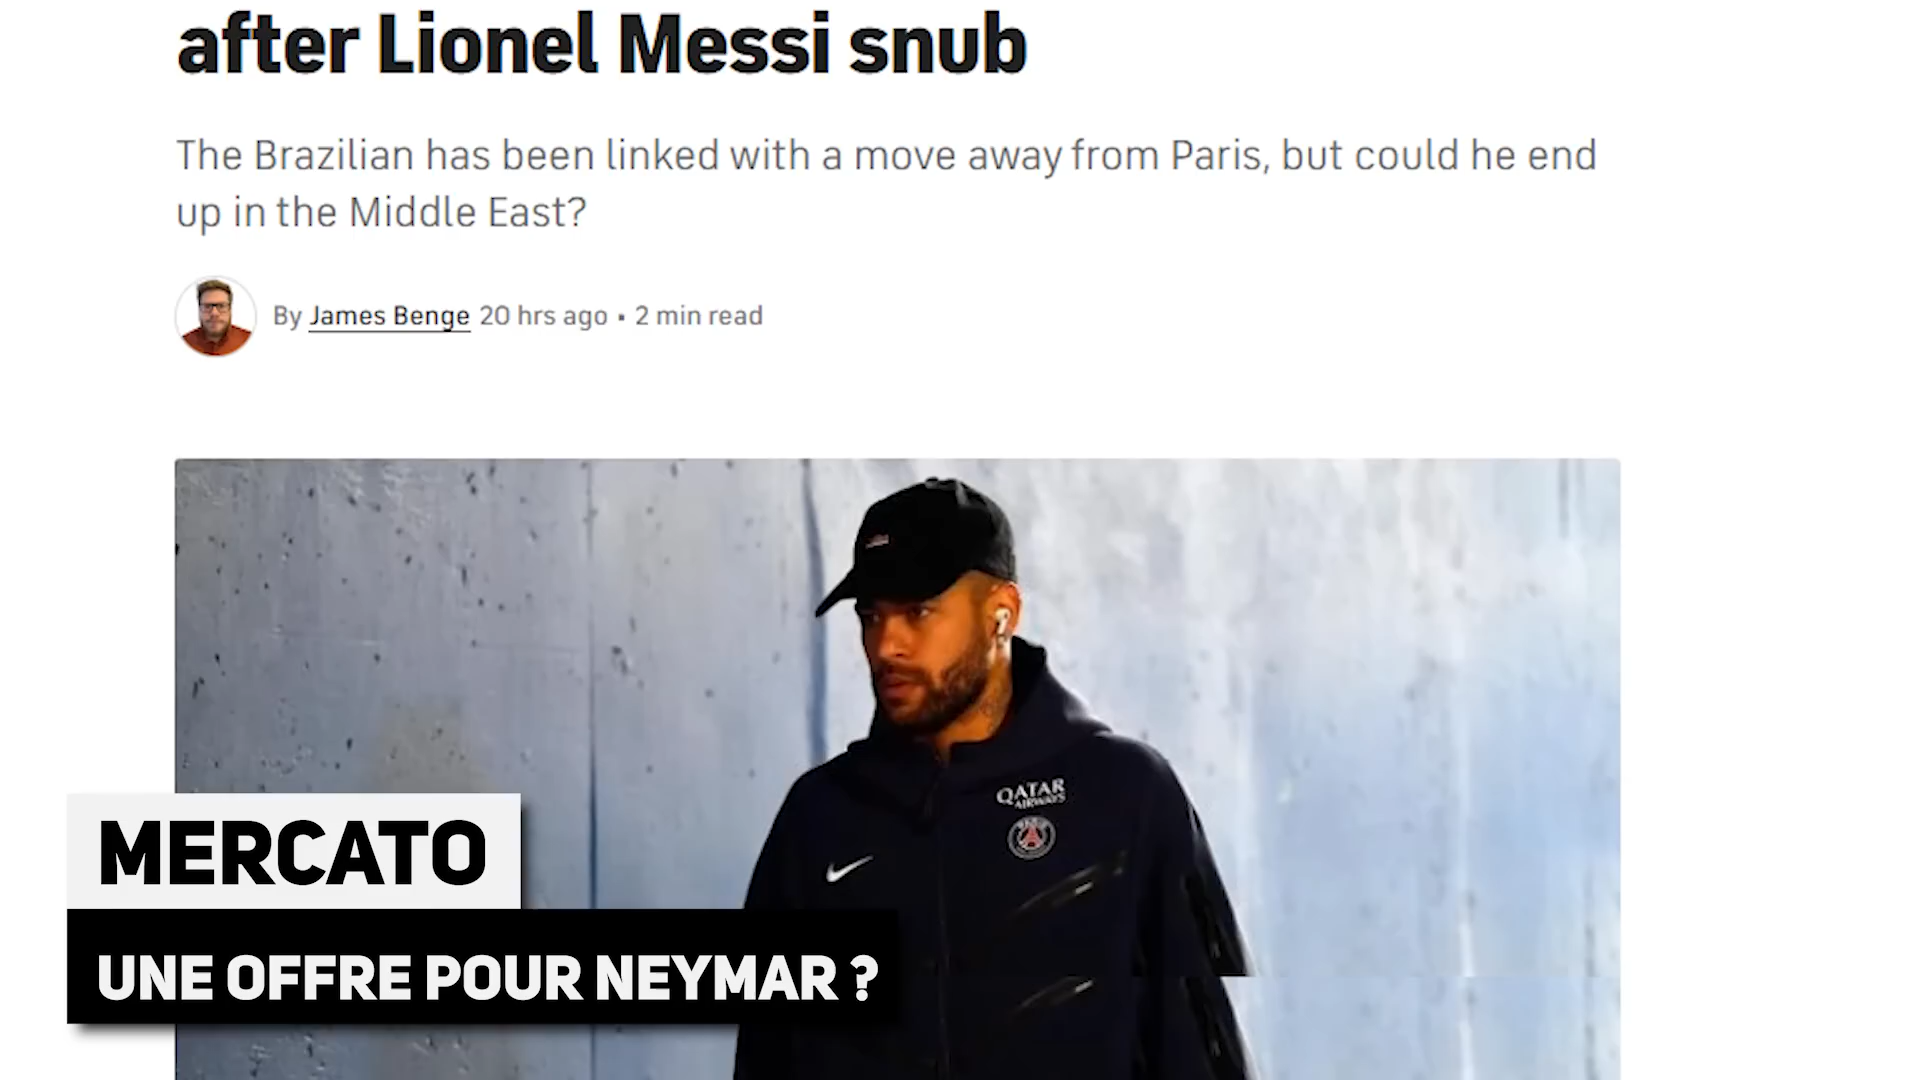 after Lionel Messi snub
The Brazilian has been linked with a move away from Paris, but could he end
up in the Middle East?
By James Benge 20 hrs ago • 2 min read
QATAR
AIRWAYS
PARIS
MERCATO
UNE OFFRE POUR NEYMAR ?